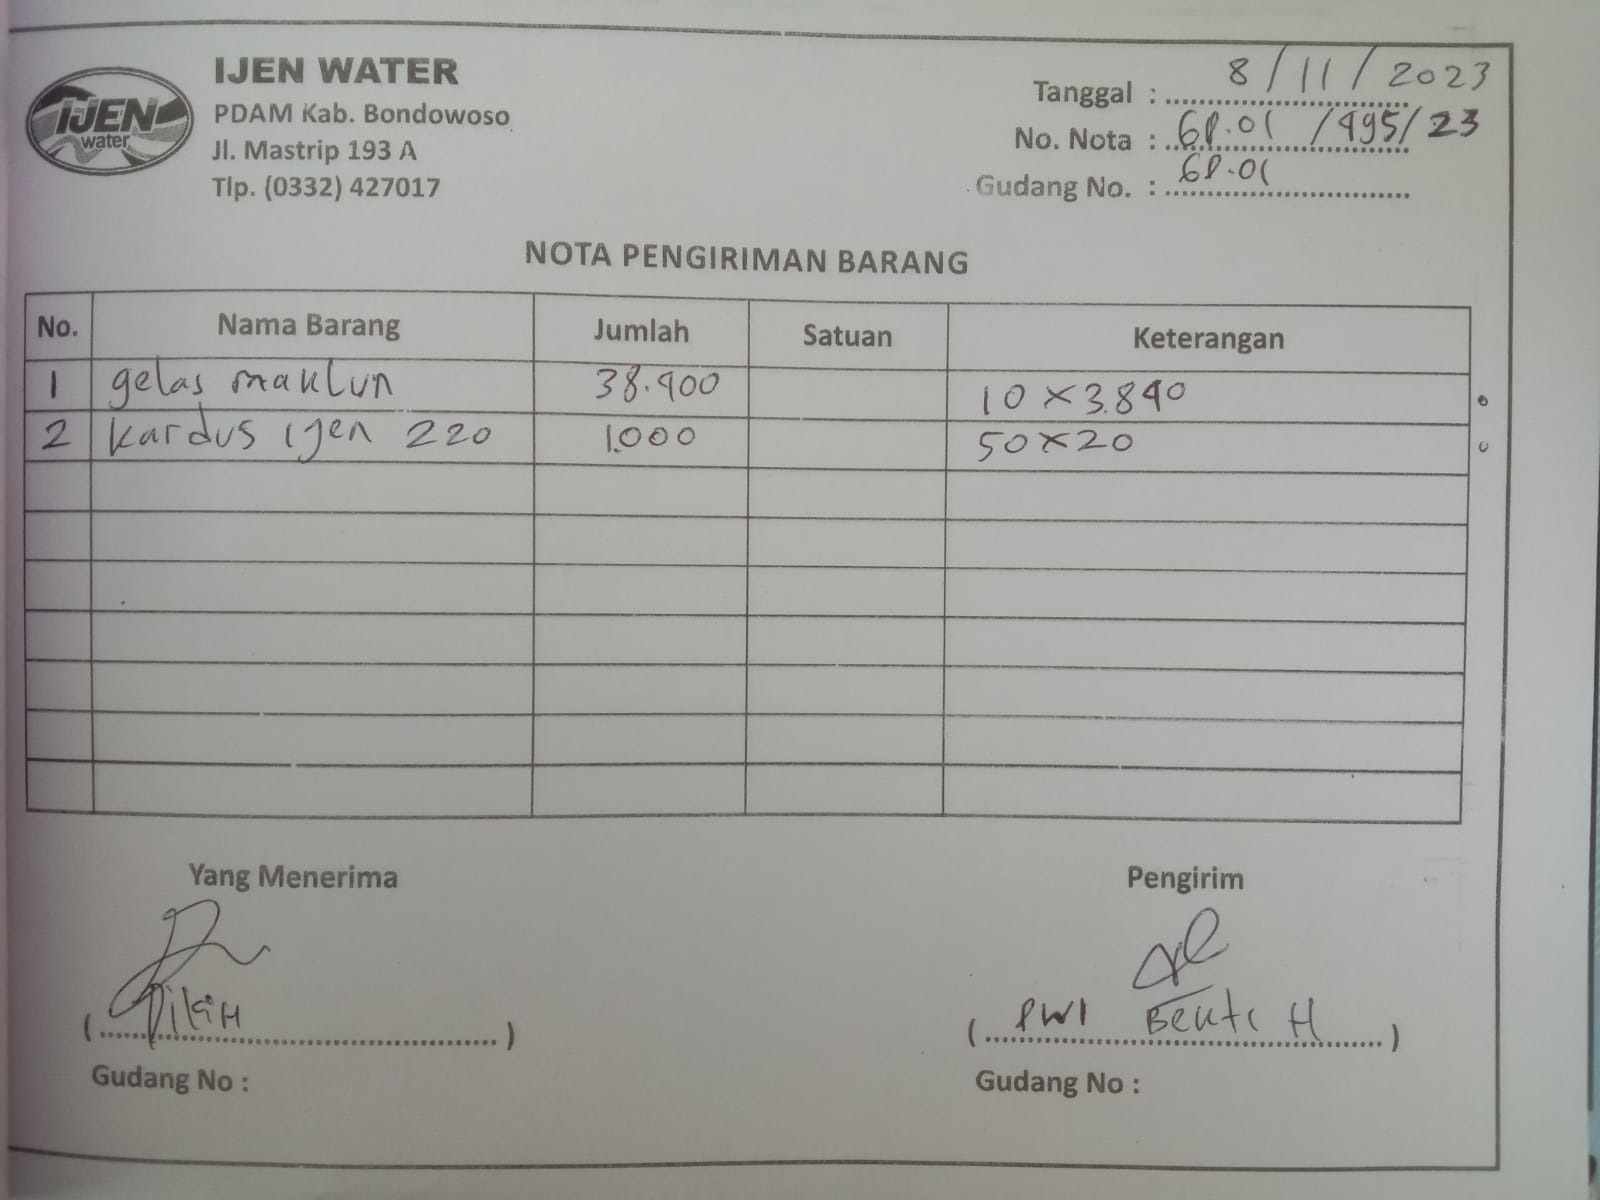 IJEN WATER
PDAM Kab. Bondowoso
Jl. Mastrip 193 A
Tlp. (0332) 427017
IJEN
water
Tanggal : 8/11/2023
No. Nota : 68.01 /495/23
Gudang No. : 68.01
NOTA PENGIRIMAN BARANG
No. Nama Barang Jumlah Satuan Keterangan
1 gelas maklun 38.400 10 x 3.840
2 kardus ijen 220 1.000 50 x 20
Yang Menerima Pengirim
(..........) (..........)
Gudang No : Gudang No :